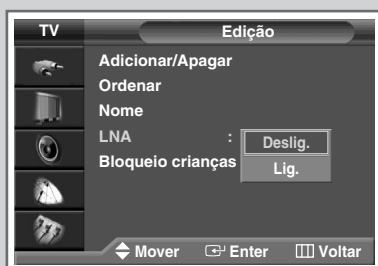 TV Edição
Adicionar/Apagar
Ordenar
Nome
LNA : Deslig.
Bloqueio crianças Lig.
Mover Enter Voltar